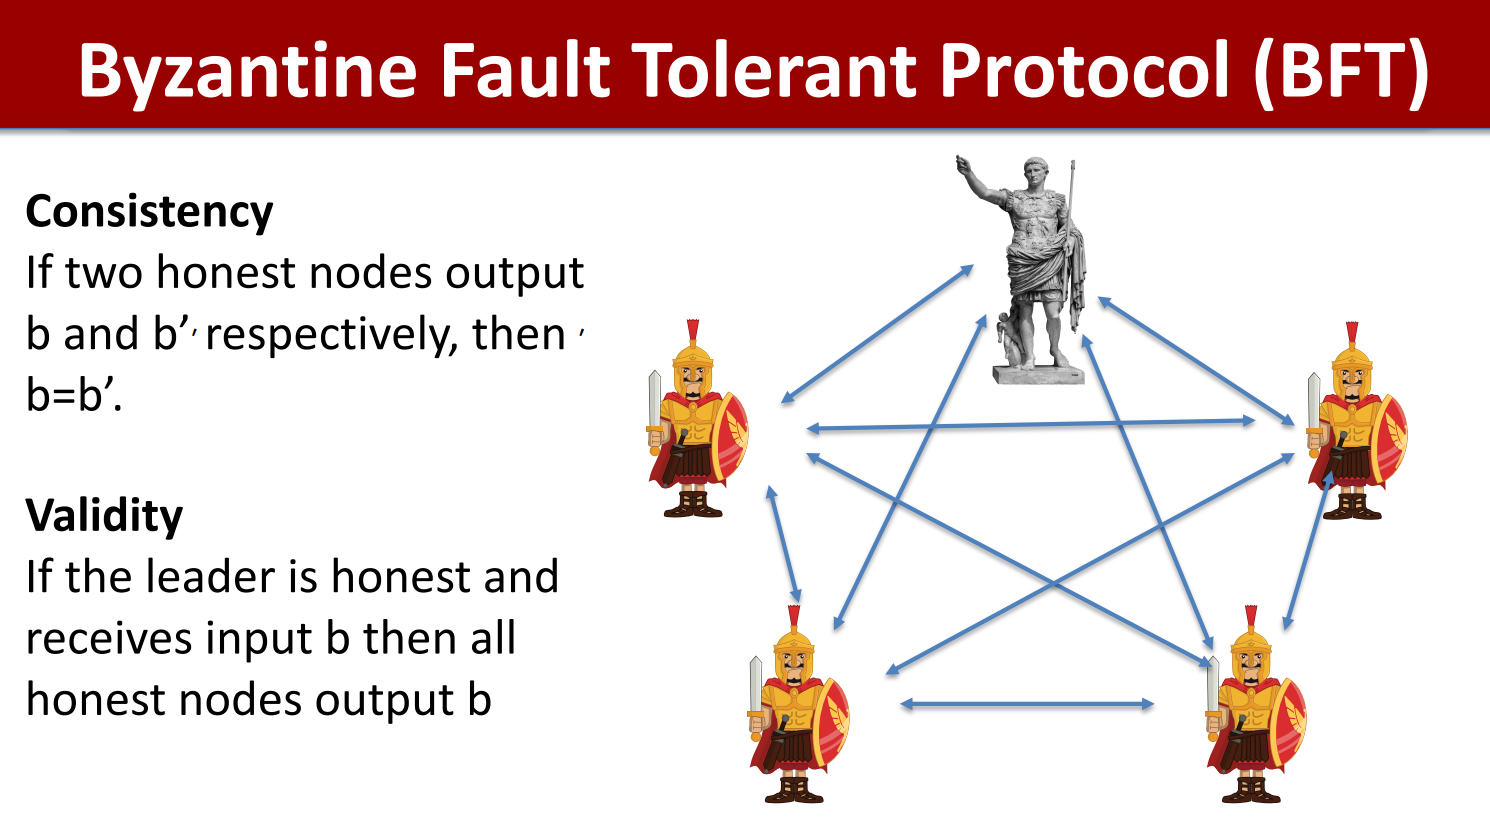 Byzantine Fault Tolerant Protocol (BFT)
Consistency
If two honest nodes output
b and b’′ respectively, then ′
b=b’.
Validity
If the leader is honest and
receives input b then all
honest nodes output b